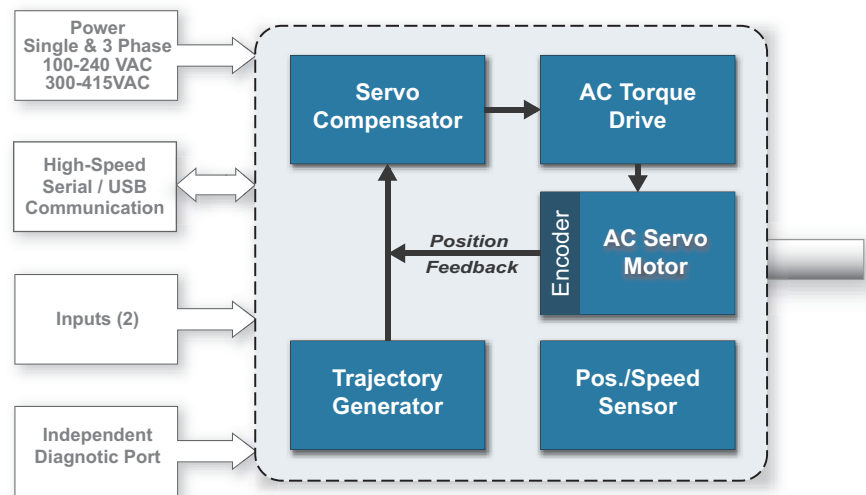 Power
Single & 3 Phase
100-240 VAC
300-415VAC
High-Speed
Serial / USB
Communication
Inputs (2)
Independent
Diagnostic Port
Servo
Compensator
AC Torque
Drive
Position
Feedback
Encoder
AC Servo
Motor
Trajectory
Generator
Pos./Speed
Sensor